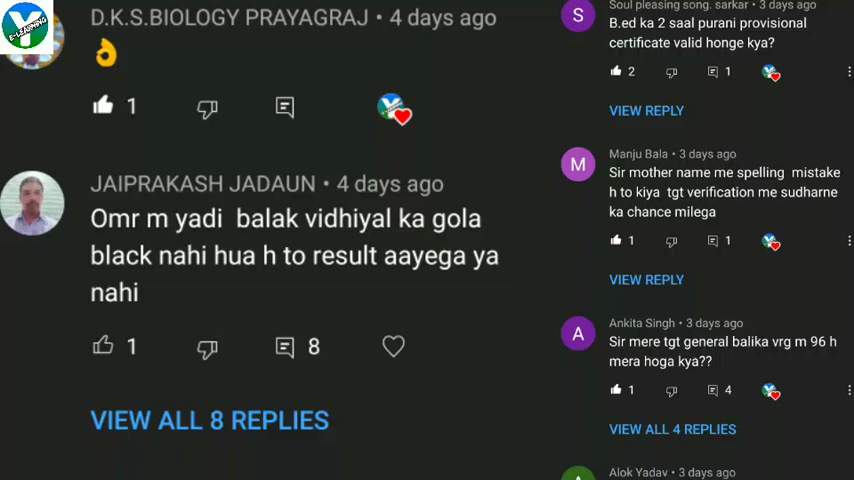 E-LEARNING
D.K.S.BIOLOGY PRAYAGRAJ • 4 days ago
1
JAIPRAKASH JADAUN • 4 days ago
Omr m yadi balak vidhiyal ka gola
black nahi hua h to result aayega ya
nahi
1 8
VIEW ALL 8 REPLIES
S
Soul pleasing song. sarkar • 3 days ago
B.ed ka 2 saal purani provisional
certificate valid honge kya?
2 1
VIEW REPLY
M
Manju Bala • 3 days ago
Sir mother name me spelling mistake
h to kiya tgt verification me sudharne
ka chance milega
1 1
VIEW REPLY
A
Ankita Singh • 3 days ago
Sir mere tgt general balika vrg m 96 h
mera hoga kya??
1 4
VIEW ALL 4 REPLIES
A
Alok Yadav • 3 days ago